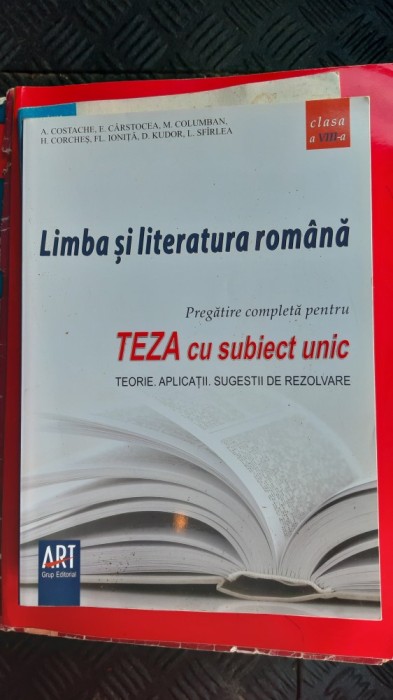 A. COSTACHE, E. CÂRSTOCEA, M. COLUMBAN,
H. CORCHEȘ, FL. IONIȚĂ, D. KUDOR, L. SFÎRLEA
clasa
a VIII-a
Limba și literatura română
Pregătire completă pentru
TEZA cu subiect unic
TEORIE. APLICAȚII. SUGESTII DE REZOLVARE
ART
Grup Editorial